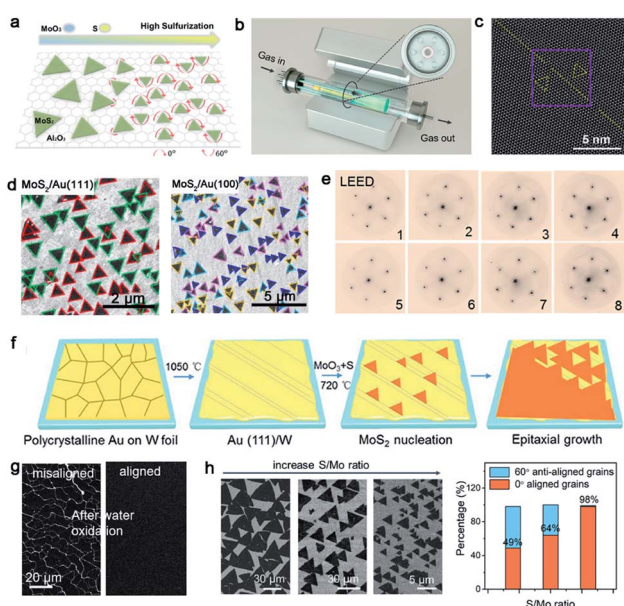 a
MoO₃
S
High Sulfurization
MoS₂
Al₂O₃
0°
60°
b
Gas in
Gas out
c
5 nm
d
MoS₂/Au(111)
2 µm
MoS₂/Au(100)
5 µm
e
LEED
1
2
3
4
5
6
7
8
f
1050 ℃
MoO₃+S
720 ℃
Polycrystalline Au on W foil
Au (111)/W
MoS₂ nucleation
Epitaxial growth
g
misaligned
aligned
After water
oxidation
20 µm
h
increase S/Mo ratio
30 µm
30 µm
5 µm
Percentage (%)
100
80
60
40
20
0
60° anti-aligned grains
0° aligned grains
49%
64%
98%
S/Mo ratio